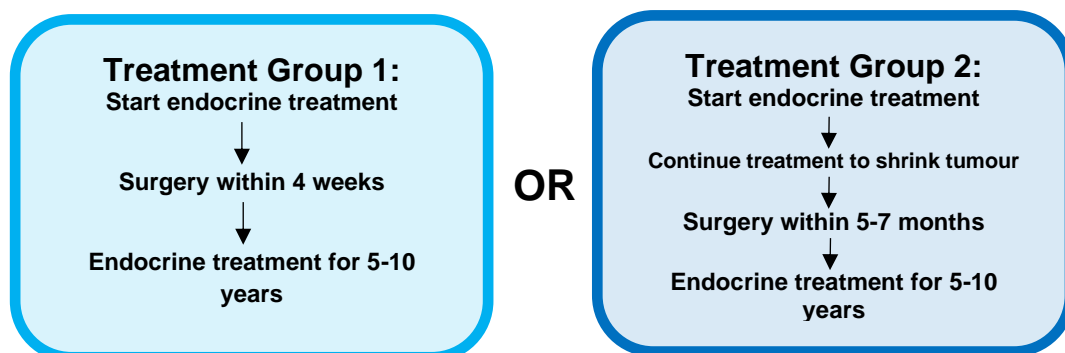 Treatment Group 1:
Start endocrine treatment
Surgery within 4 weeks
Endocrine treatment for 5-10
years
OR
Treatment Group 2:
Start endocrine treatment
Continue treatment to shrink tumour
Surgery within 5-7 months
Endocrine treatment for 5-10
years